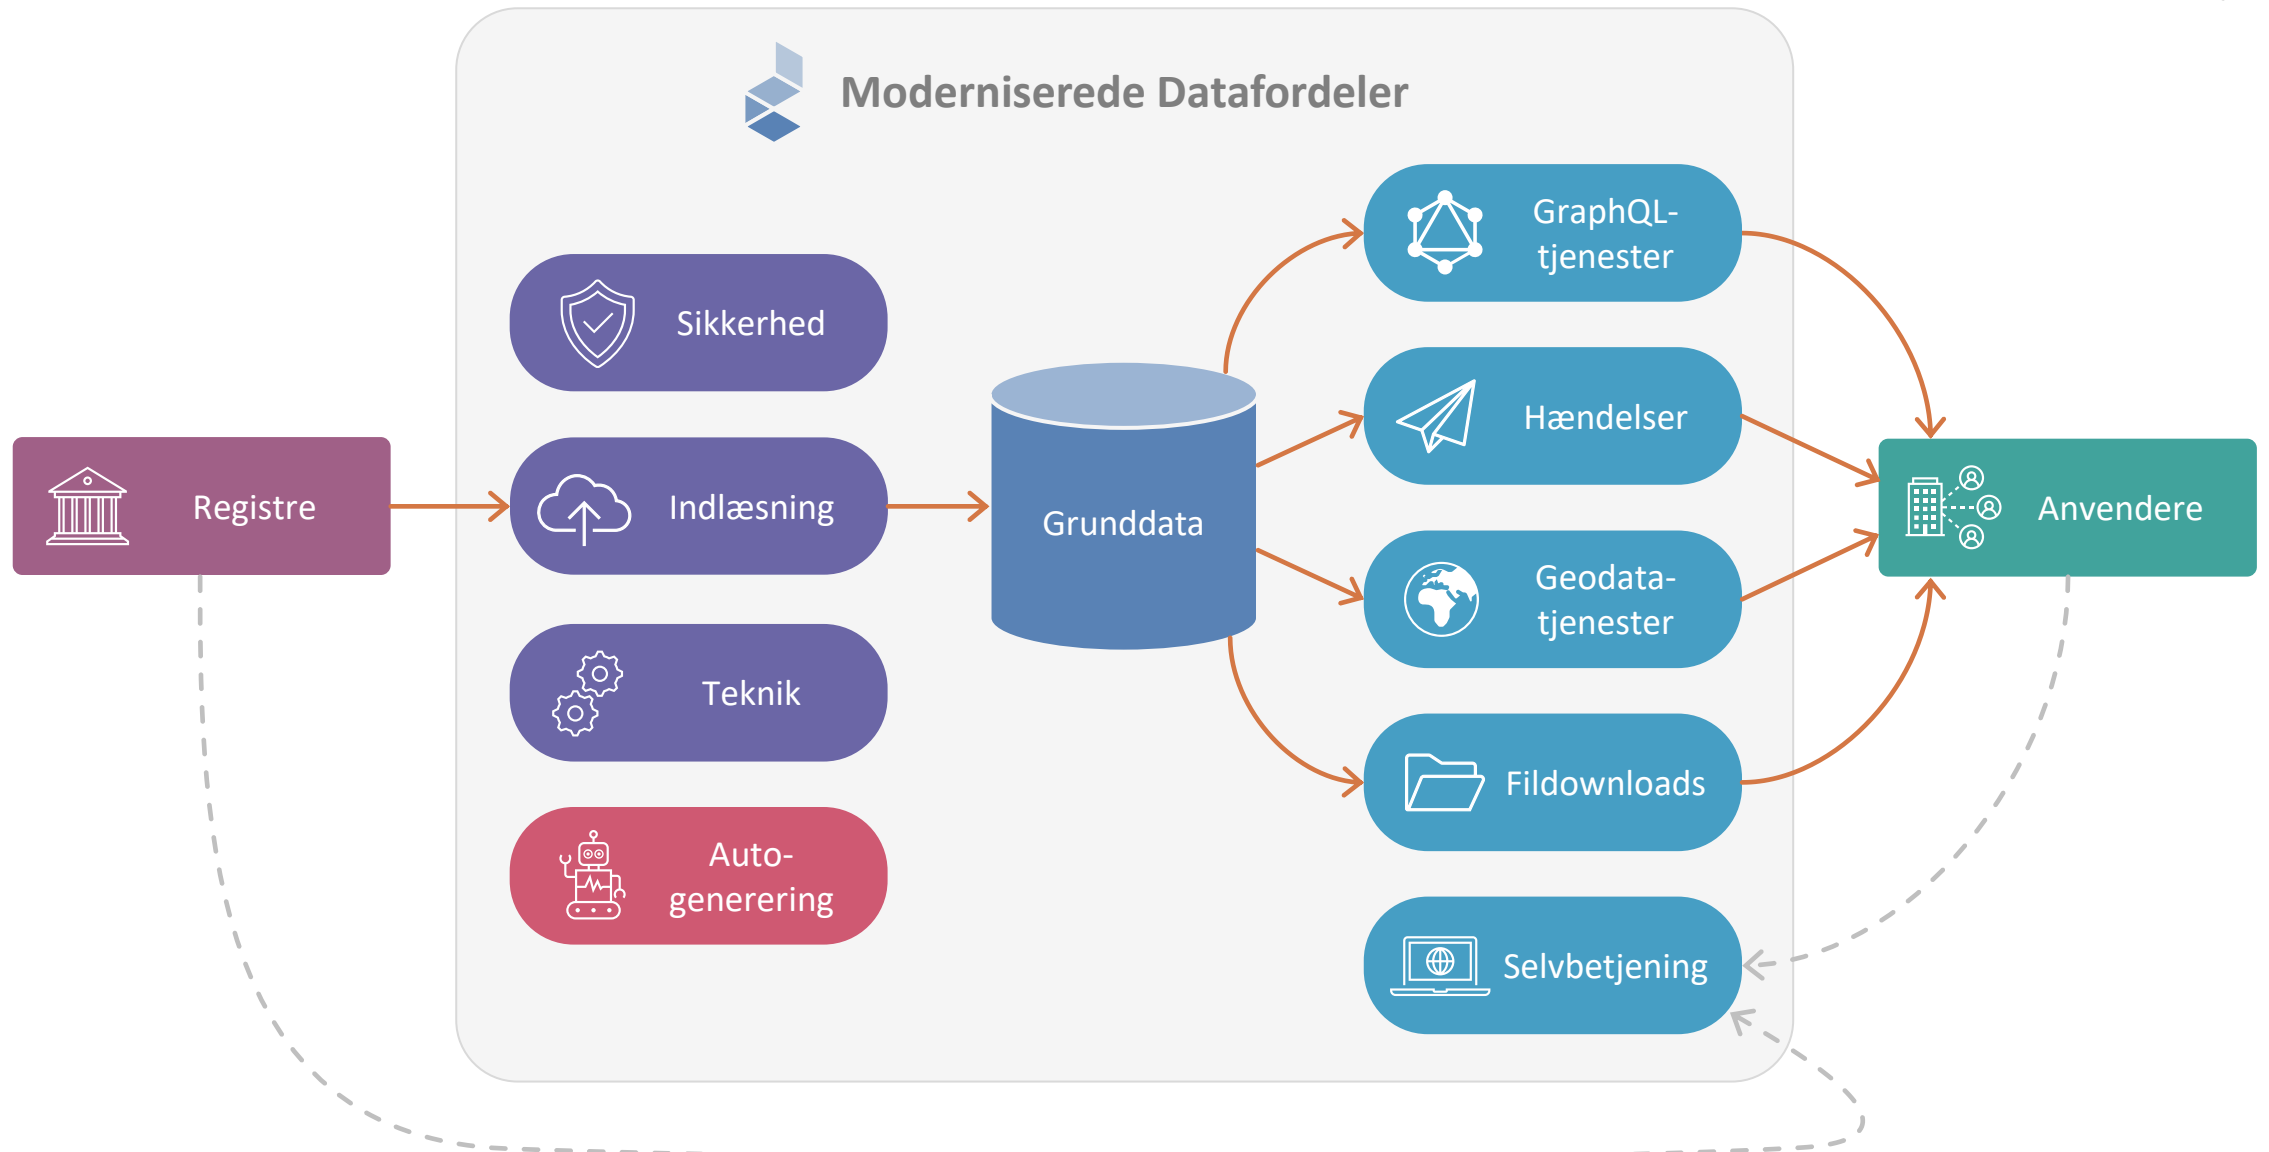 Moderniserede Datafordeler
Registre
Sikkerhed
Indlæsning
Teknik
Auto-
generering
Grunddata
GraphQL-
tjenester
Hændelser
Geodata-
tjenester
Fildownloads
Selvbetjening
Anvendere